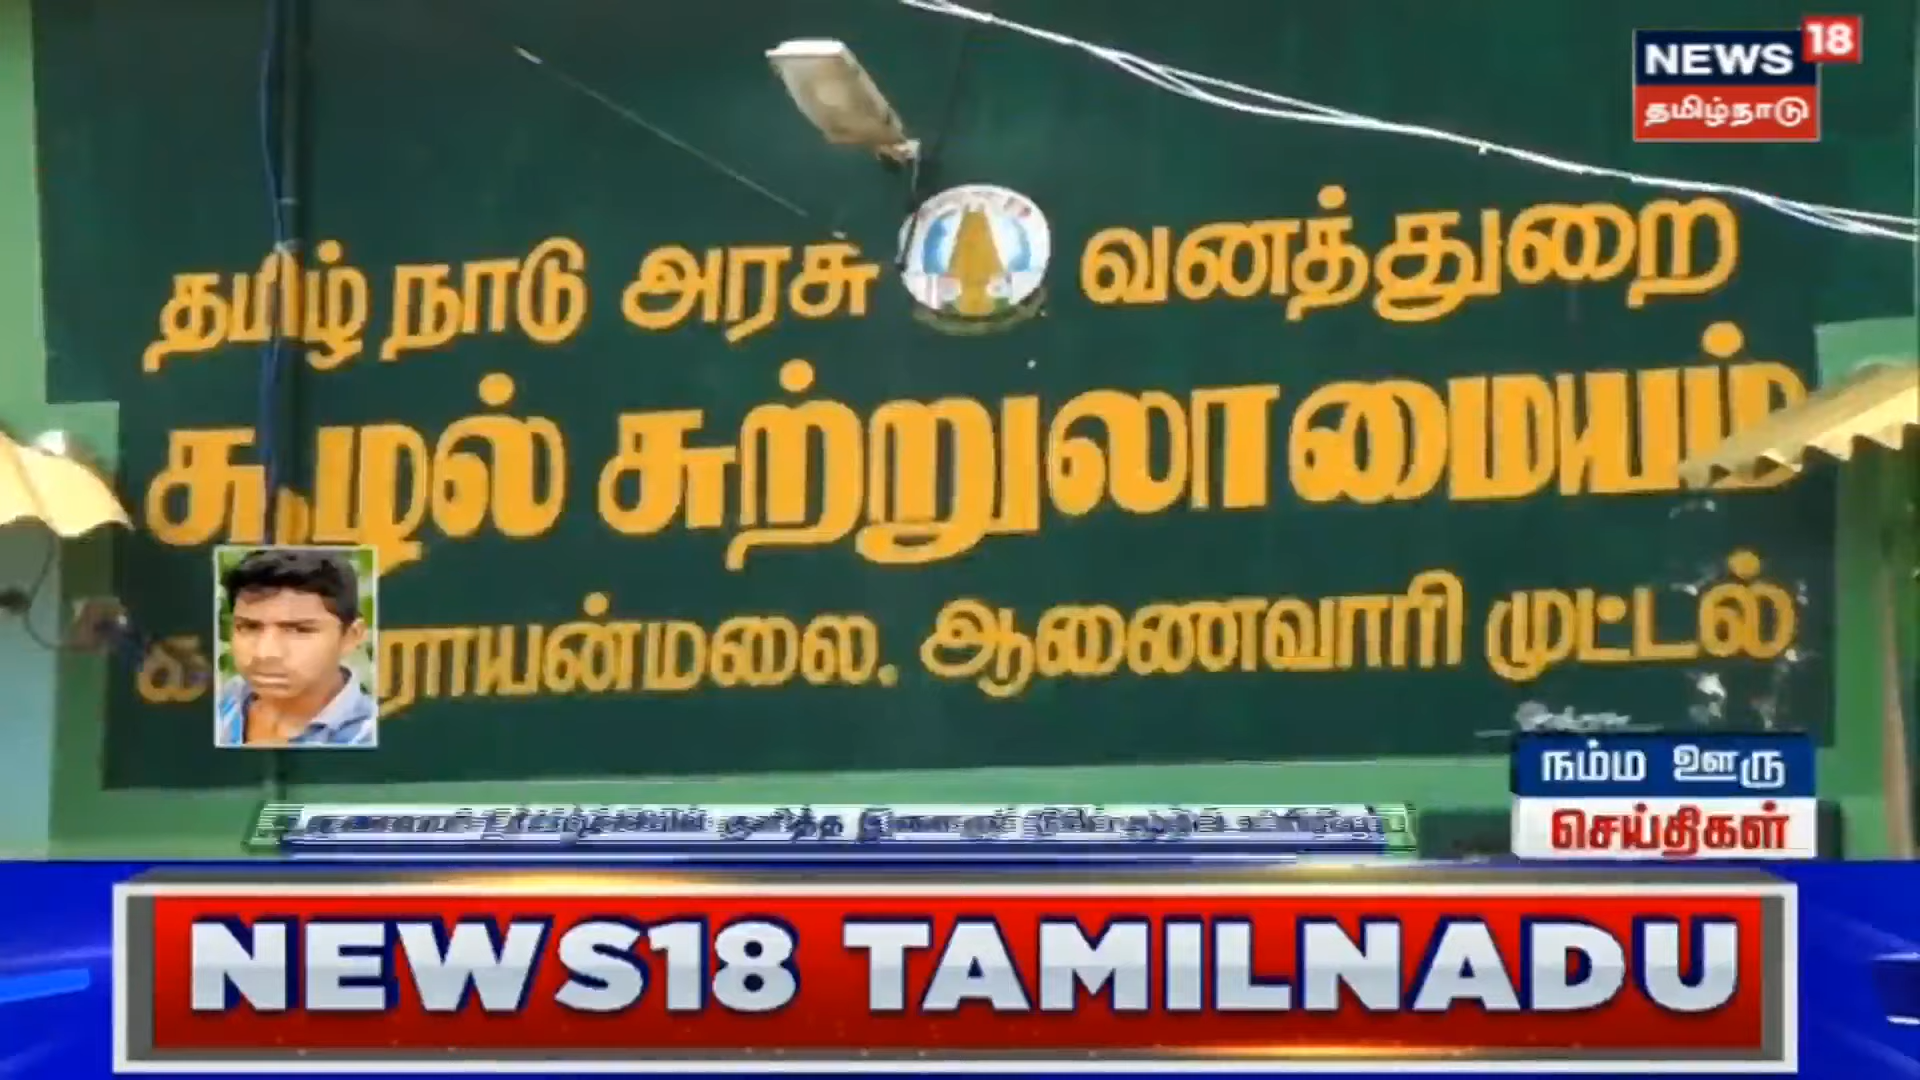 NEWS 18
தமிழ்நாடு
தமிழ் நாடு அரசு வனத்துறை
சூழல் சுற்றுலாமையம்
ராயன்மலை. ஆணைவாரி முட்டல்
நம்ம ஊரு
செய்திகள்
NEWS18 TAMILNADU